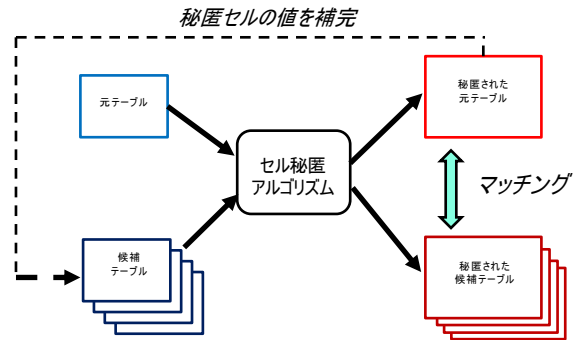 秘匿セルの値を補完
元テーブル
秘匿された
元テーブル
セル秘匿
アルゴリズム
マッチング
候補
テーブル
秘匿された
候補テーブル